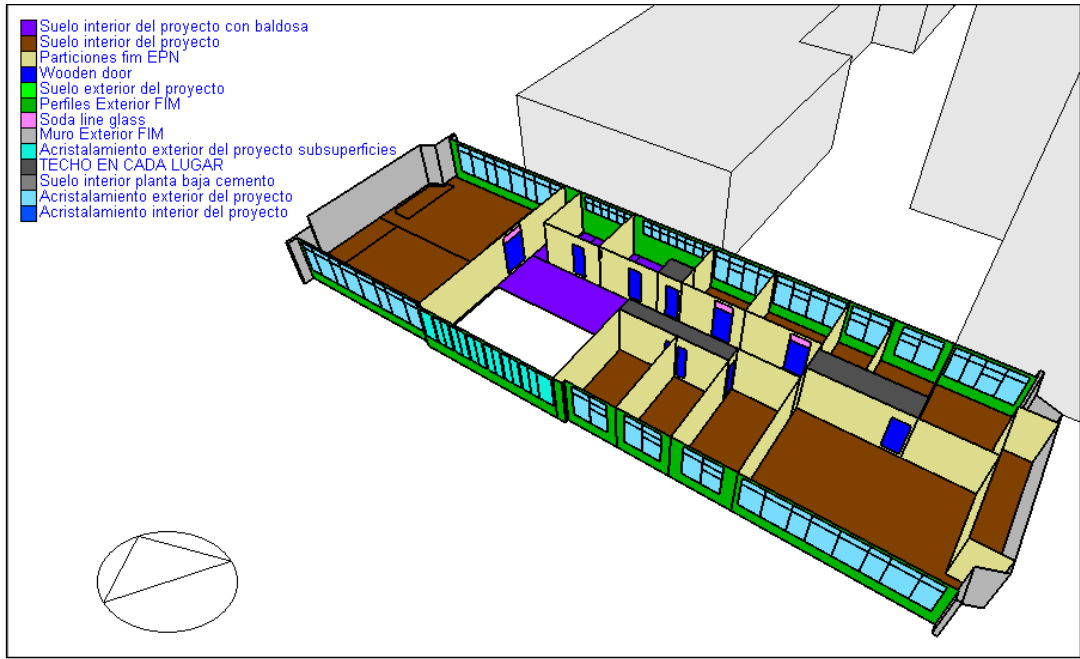 Suelo interior del proyecto con baldosa
Suelo interior del proyecto
Particiones fim EPN
Wooden door
Suelo exterior del proyecto
Perfiles Exterior FIM
Soda line glass
Muro Exterior FIM
Acristalamiento exterior del proyecto subsuperficies
TECHO EN CADA LUGAR
Suelo interior planta baja cemento
Acristalamiento exterior del proyecto
Acristalamiento interior del proyecto